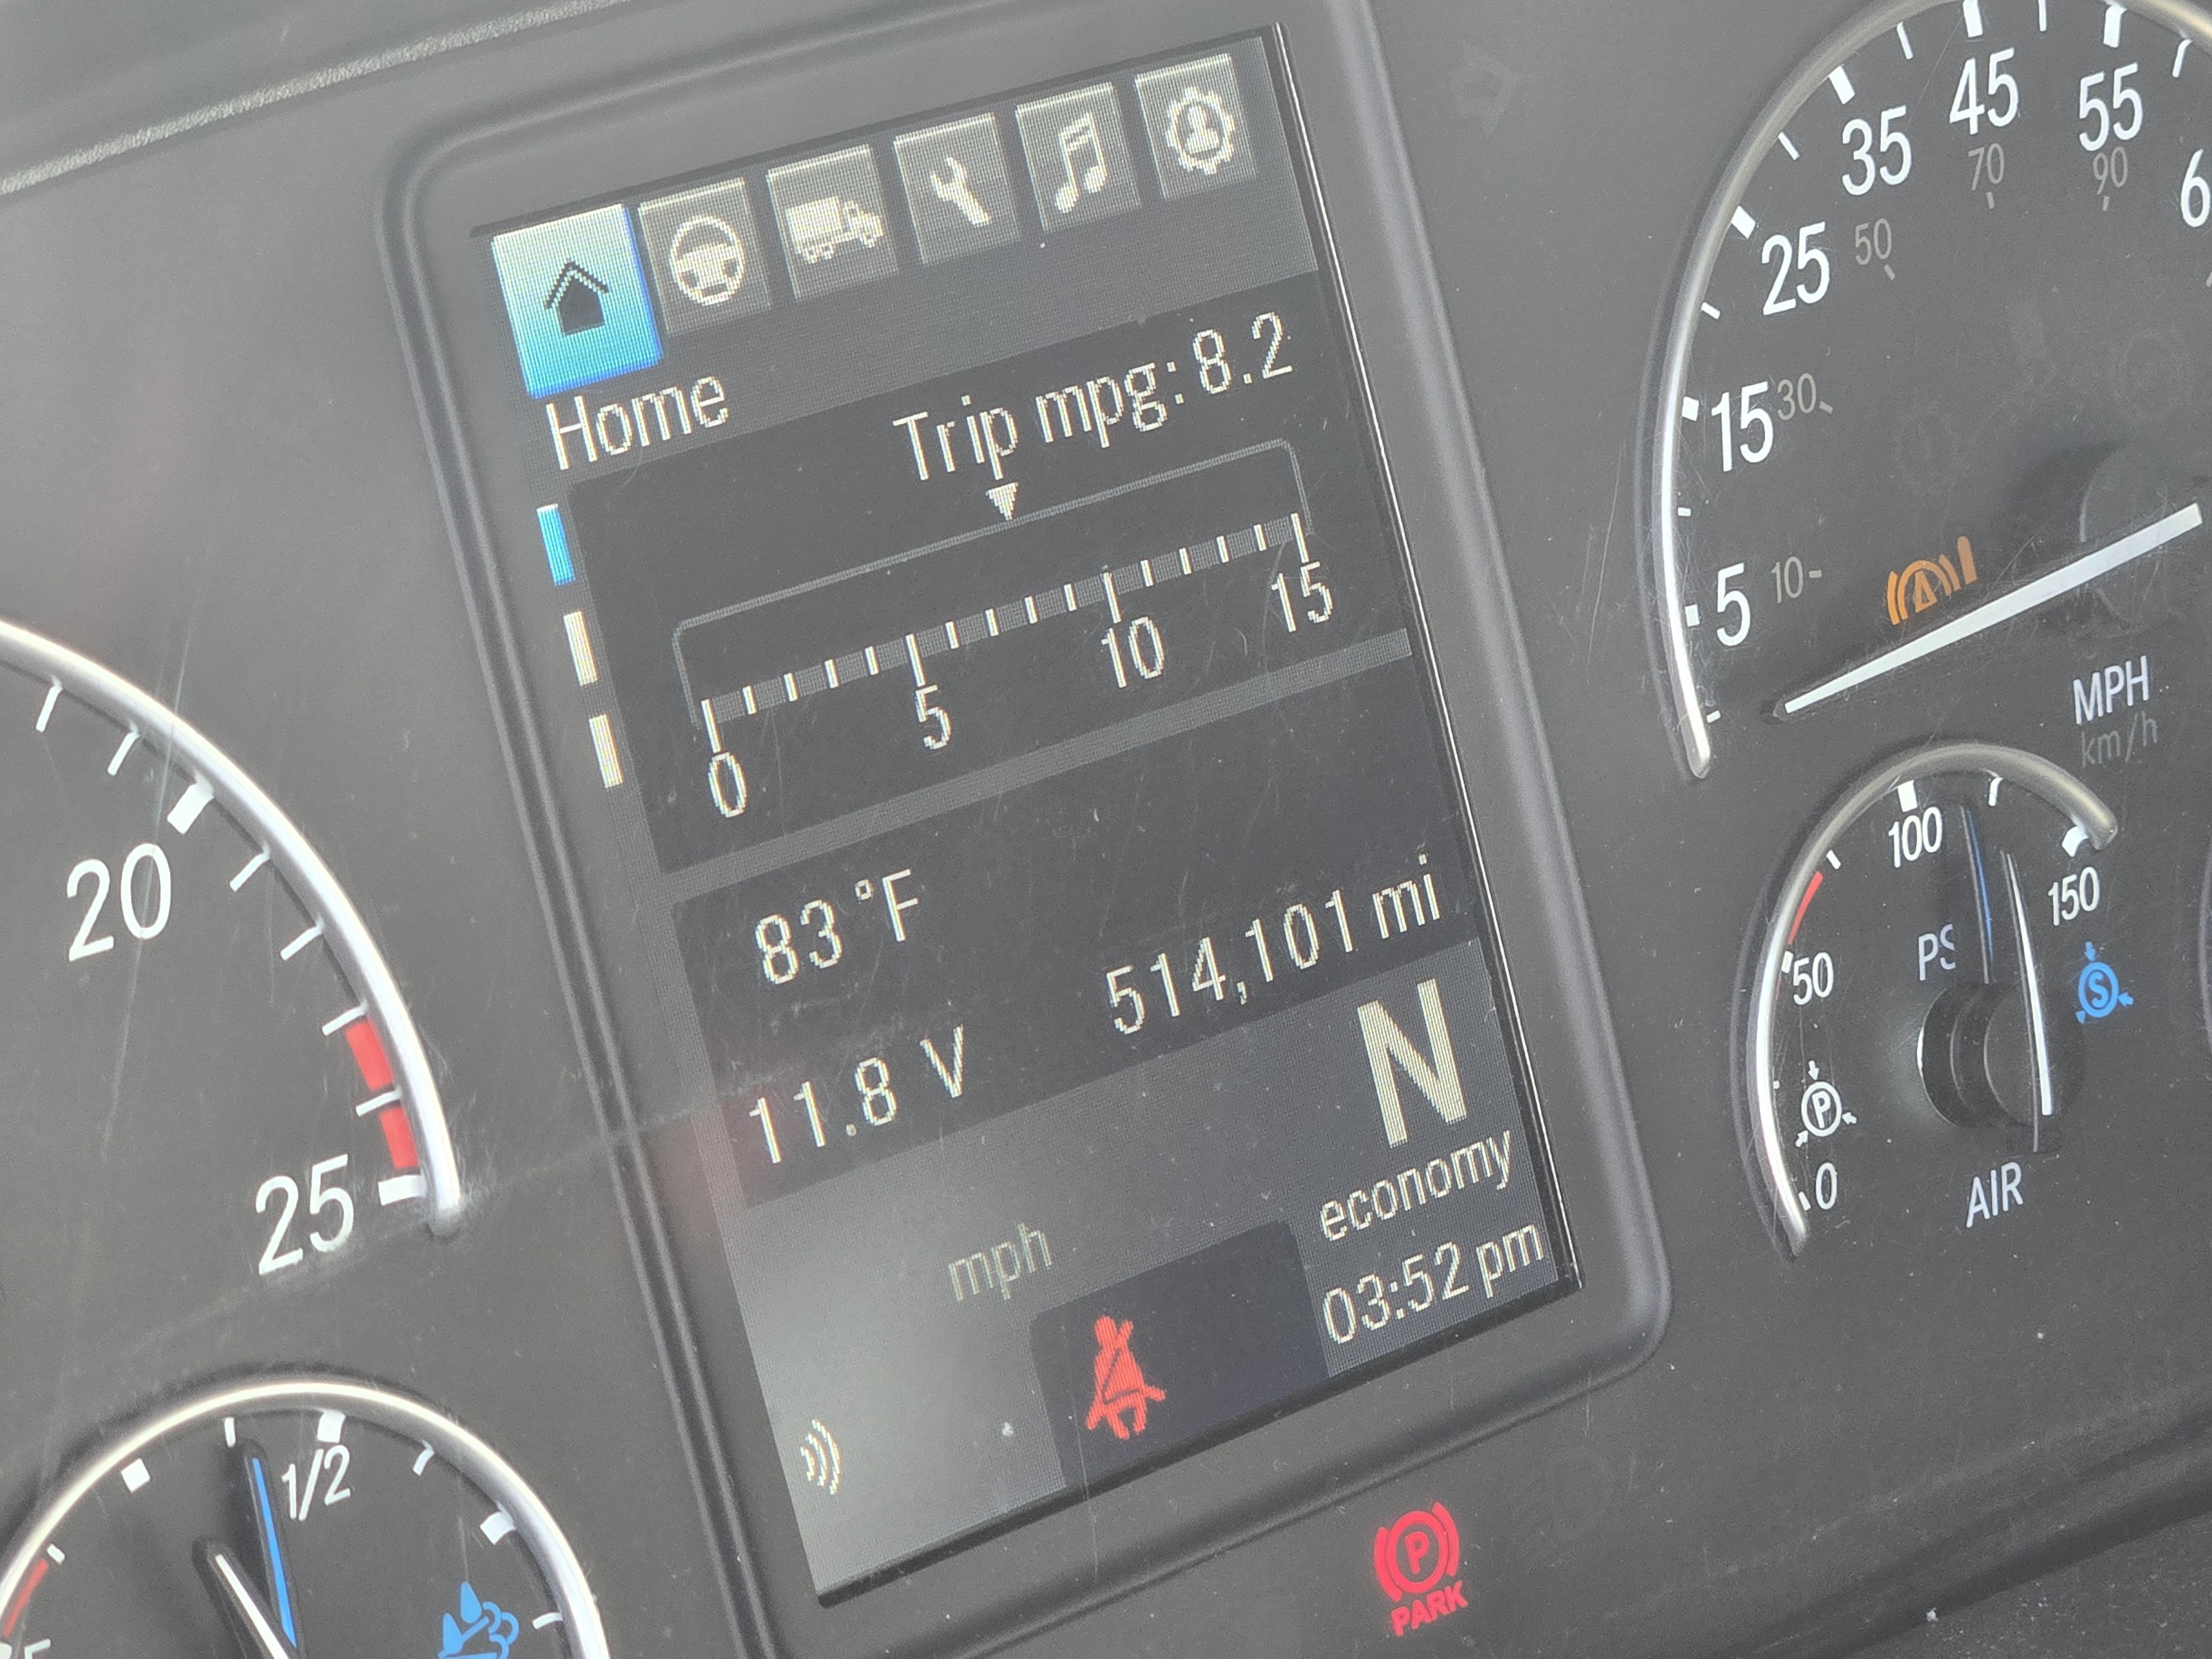 Home
Trip mpg: 8.2
0 5 10 15
83 °F
514,101 mi
11.8 V
N
economy
mph
03:52 pm
20
25
1/2
5 15 25 35 45 55
10 30 50 70 90
MPH
km/h
0 50 100 150
AIR
P
S
A
P
PARK